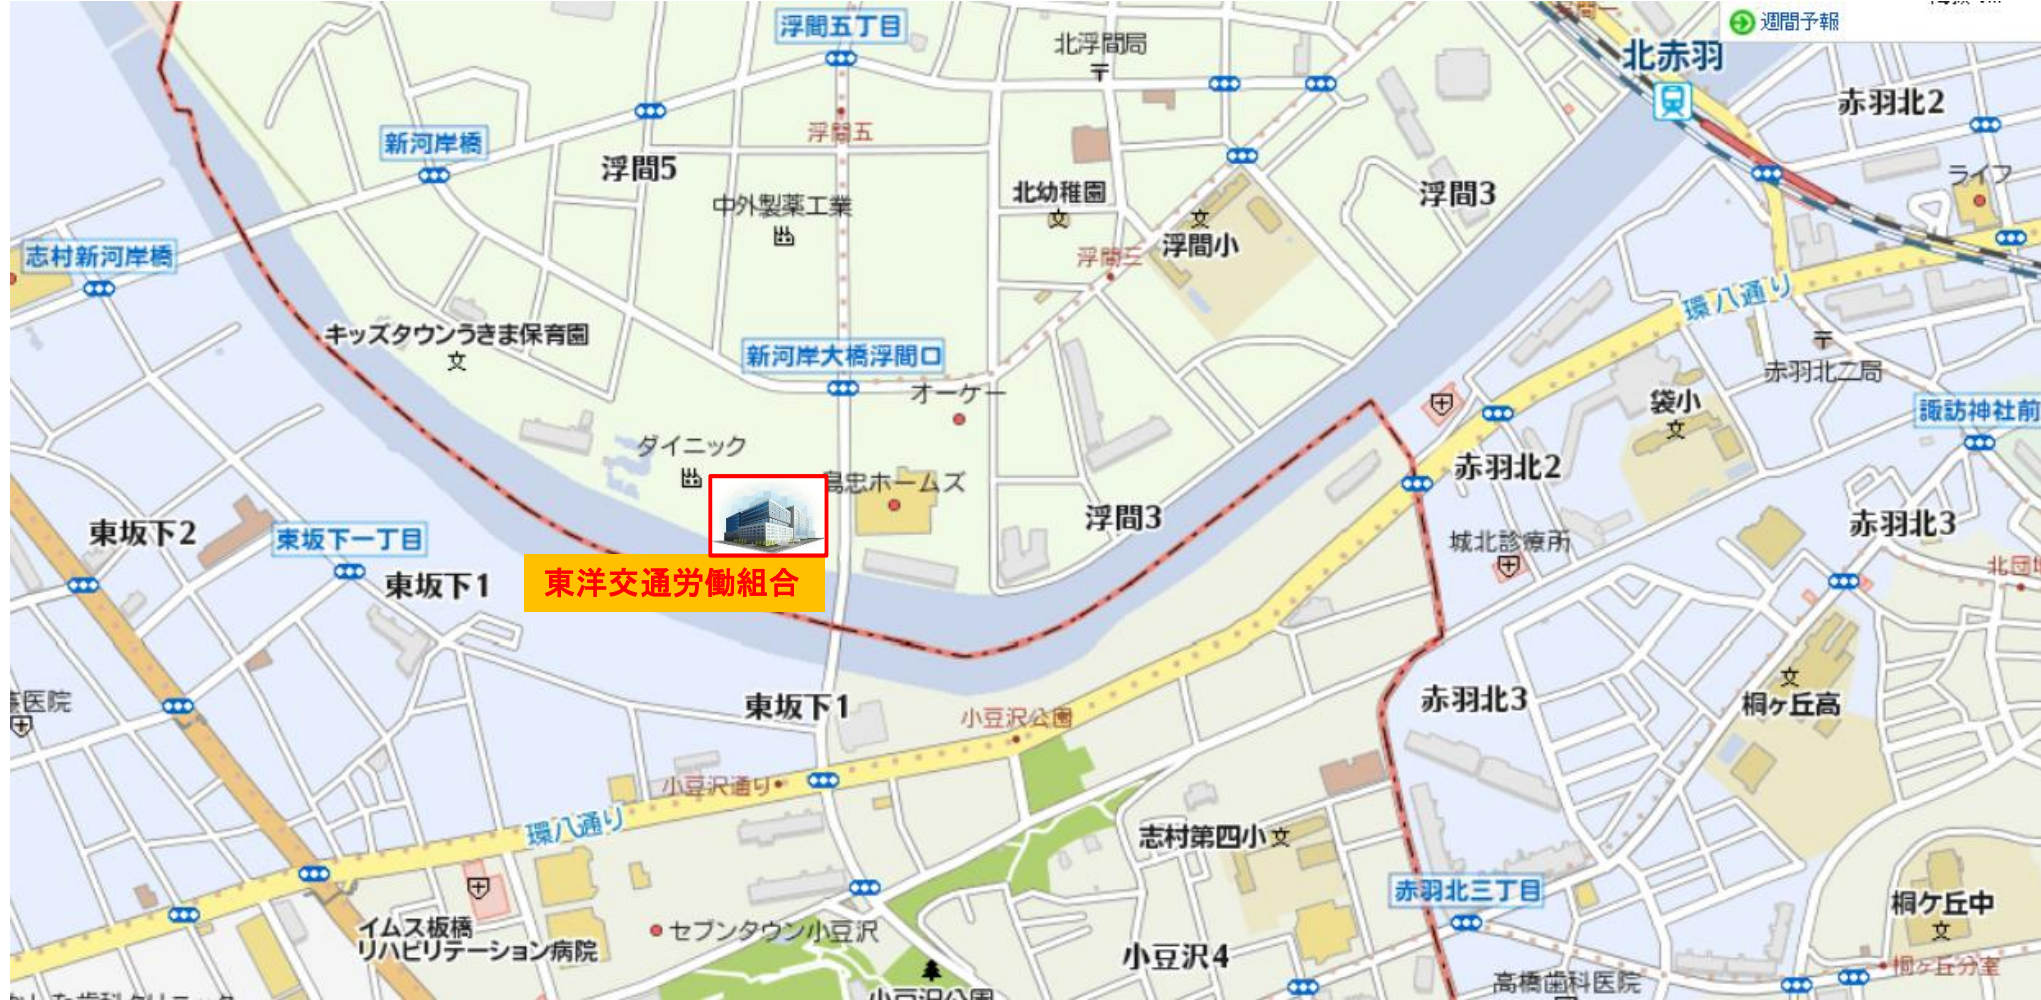 週間予報
浮間五丁目
北浮間局
北赤羽
赤羽北2
新河岸橋
浮間五
浮間5
北幼稚園
浮間3
ライフ
中外製薬工業
浮間小
志村新河岸橋
浮間三
環八通り
キッズタウンうきま保育園
新河岸大橋浮間口
赤羽北二局
オーケー
袋小
諏訪神社前
ダイニック
島忠ホームズ
赤羽北2
浮間3
赤羽北3
東坂下2
東坂下一丁目
城北診療所
東坂下1
東洋交通労働組合
医院
東坂下1
小豆沢公園
赤羽北3
桐ヶ丘高
小豆沢通り
環八通り
志村第四小
赤羽北三丁目
イムス板橋
リハビリテーション病院
セブンタウン小豆沢
桐ケ丘中
小豆沢4
桐ヶ丘分室
高橋歯科医院
小豆沢公園